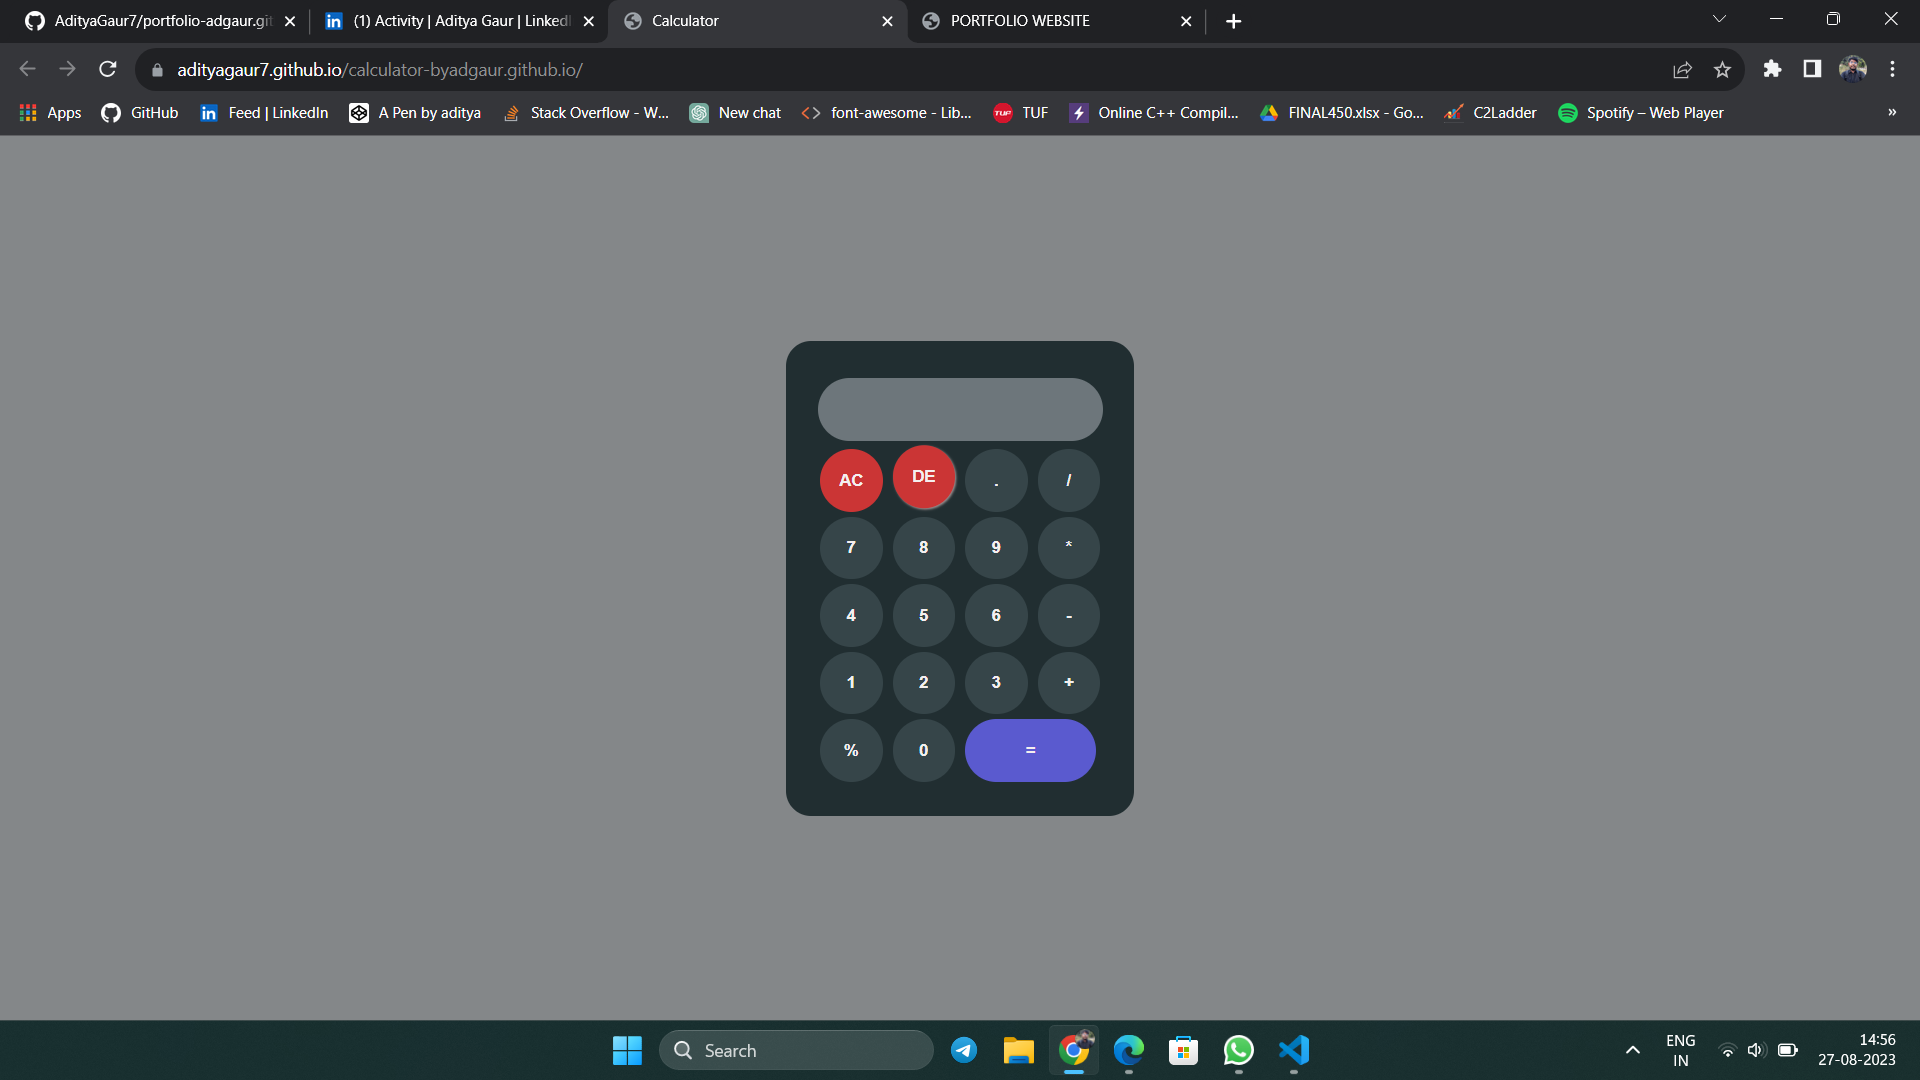 AdityaGaur7/portfolio-adgaur.git
(1) Activity | Aditya Gaur | LinkedI
Calculator
PORTFOLIO WEBSITE
adityagaur7.github.io/calculator-byadgaur.github.io/
Apps
GitHub
Feed | LinkedIn
A Pen by aditya
Stack Overflow - W...
New chat
font-awesome - Lib...
TUF
TUF
Online C++ Compil...
FINAL450.xlsx - Go...
C2Ladder
Spotify – Web Player
»
AC DE . /
7 8 9 *
4 5 6 -
1 2 3 +
% 0 =
Search
ENG
IN
14:56
27-08-2023